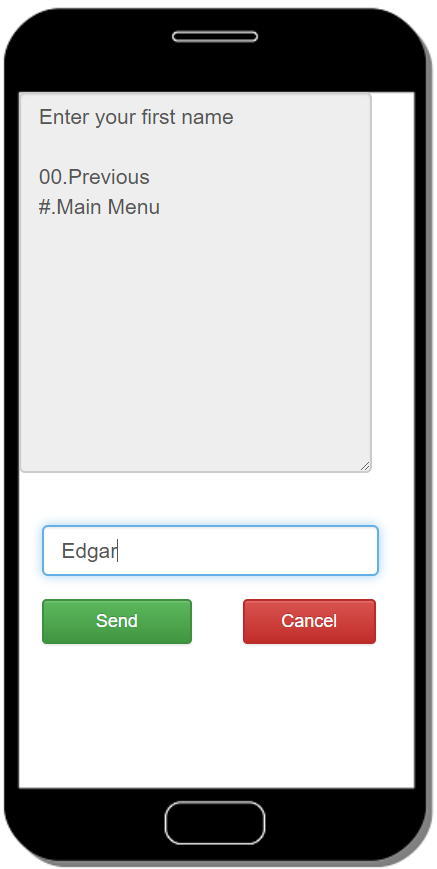 Enter your first name
00.Previous
#.Main Menu
Edgar
Send
Cancel